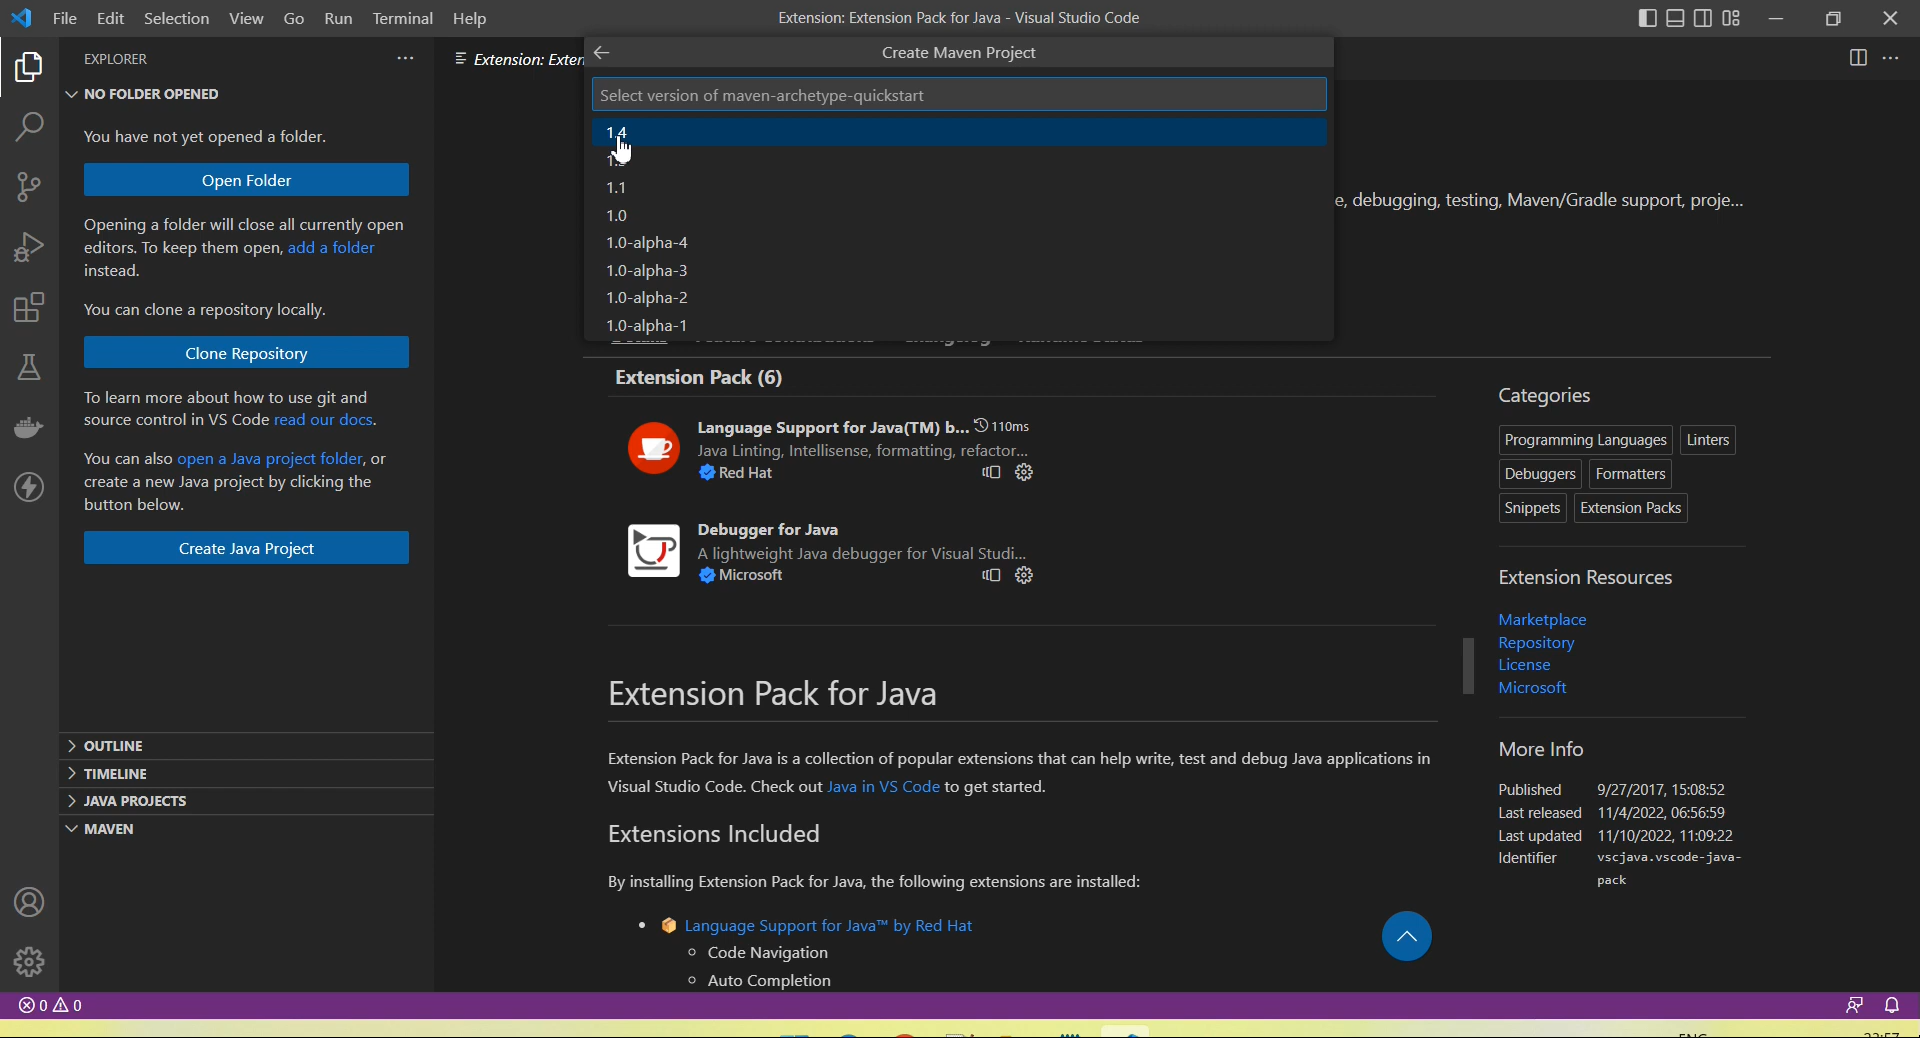 File Edit Selection View Go Run Terminal Help
Extension: Extension Pack for Java - Visual Studio Code
EXPLORER
NO FOLDER OPENED
You have not yet opened a folder.
Open Folder
Opening a folder will close all currently open
editors. To keep them open, add a folder
instead.
You can clone a repository locally.
Clone Repository
To learn more about how to use git and
source control in VS Code read our docs.
You can also open a Java project folder, or
create a new Java project by clicking the
button below.
Create Java Project
OUTLINE
TIMELINE
JAVA PROJECTS
MAVEN
Extension: Exten
Create Maven Project
Select version of maven-archetype-quickstart
1.4
1.1
1.0
1.0-alpha-4
1.0-alpha-3
1.0-alpha-2
1.0-alpha-1
e, debugging, testing, Maven/Gradle support, proje...
Extension Pack (6)
Language Support for Java(TM) b... 110ms
Java Linting, Intellisense, formatting, refactor...
Red Hat
Debugger for Java
A lightweight Java debugger for Visual Studi...
Microsoft
Extension Pack for Java
Extension Pack for Java is a collection of popular extensions that can help write, test and debug Java applications in
Visual Studio Code. Check out Java in VS Code to get started.
Extensions Included
By installing Extension Pack for Java, the following extensions are installed:
• 📦 Language Support for Java™ by Red Hat
Code Navigation
Auto Completion
Categories
Programming Languages Linters
Debuggers Formatters
Snippets Extension Packs
Extension Resources
Marketplace
Repository
License
Microsoft
More Info
Published 9/27/2017, 15:08:52
Last released 11/4/2022, 06:56:59
Last updated 11/10/2022, 11:09:22
Identifier vscjava.vscode-java-
pack
0 0